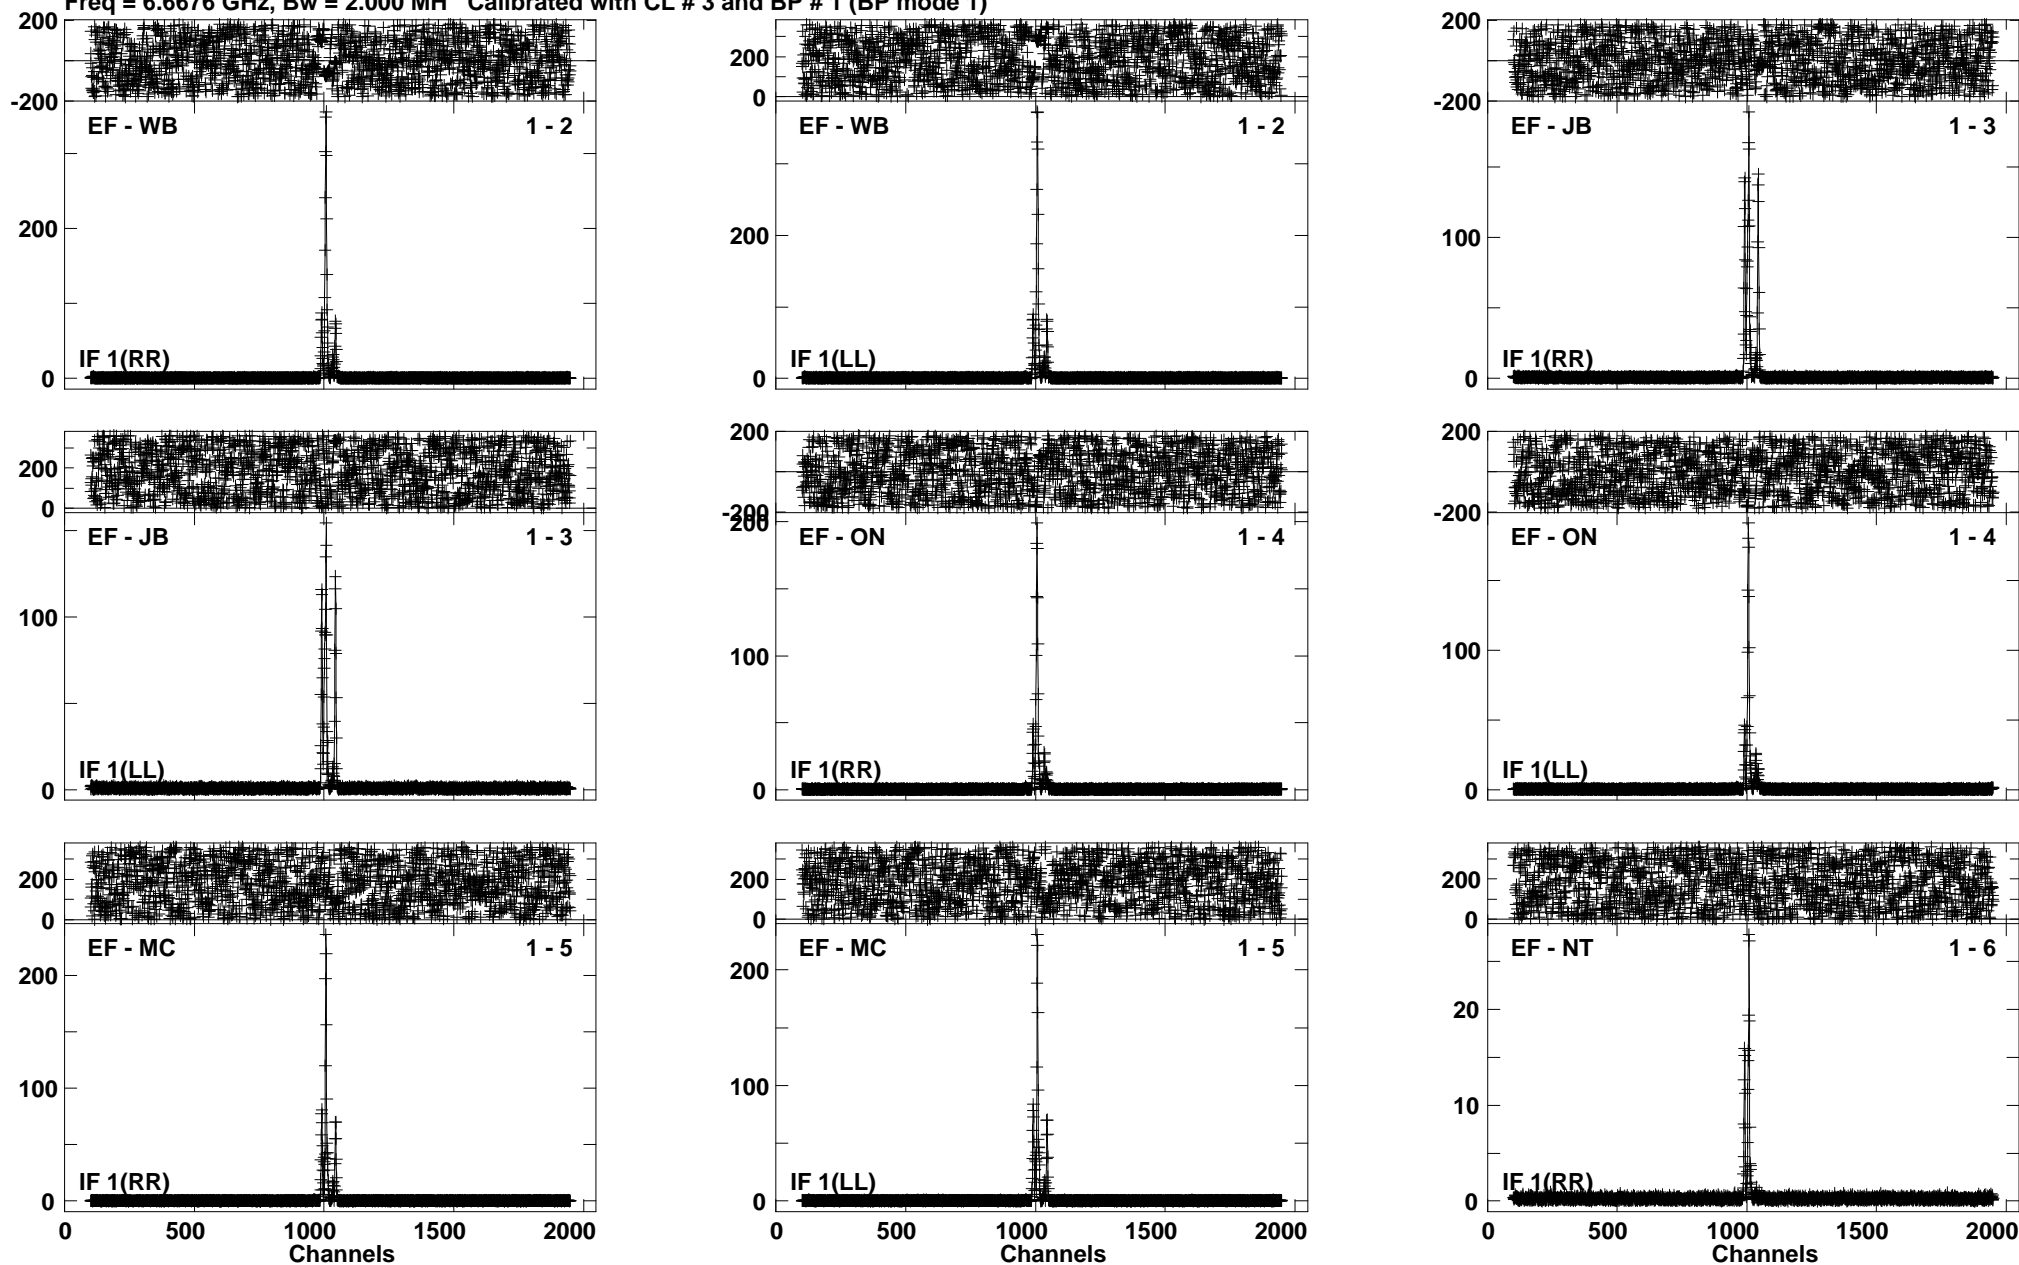 Freq = 6.6676 GHz, Bw = 2.000 MH Calibrated with CL # 3 and BP # 1 (BP mode 1)
200
-200
EF - WB 1 - 2
200
0
IF 1(RR)
200
0
EF - WB 1 - 2
200
0
IF 1(LL)
200
-200
EF - JB 1 - 3
100
0
IF 1(RR)
200
0
EF - JB 1 - 3
100
0
IF 1(LL)
200
-200
200
EF - ON 1 - 4
100
0
IF 1(RR)
200
-200
EF - ON 1 - 4
100
0
IF 1(LL)
200
0
EF - MC 1 - 5
200
100
0
IF 1(RR)
0 500 1000 1500 2000
Channels
200
0
EF - MC 1 - 5
200
100
0
IF 1(LL)
0 500 1000 1500 2000
Channels
200
0
EF - NT 1 - 6
20
10
0
IF 1(RR)
0 500 1000 1500 2000
Channels